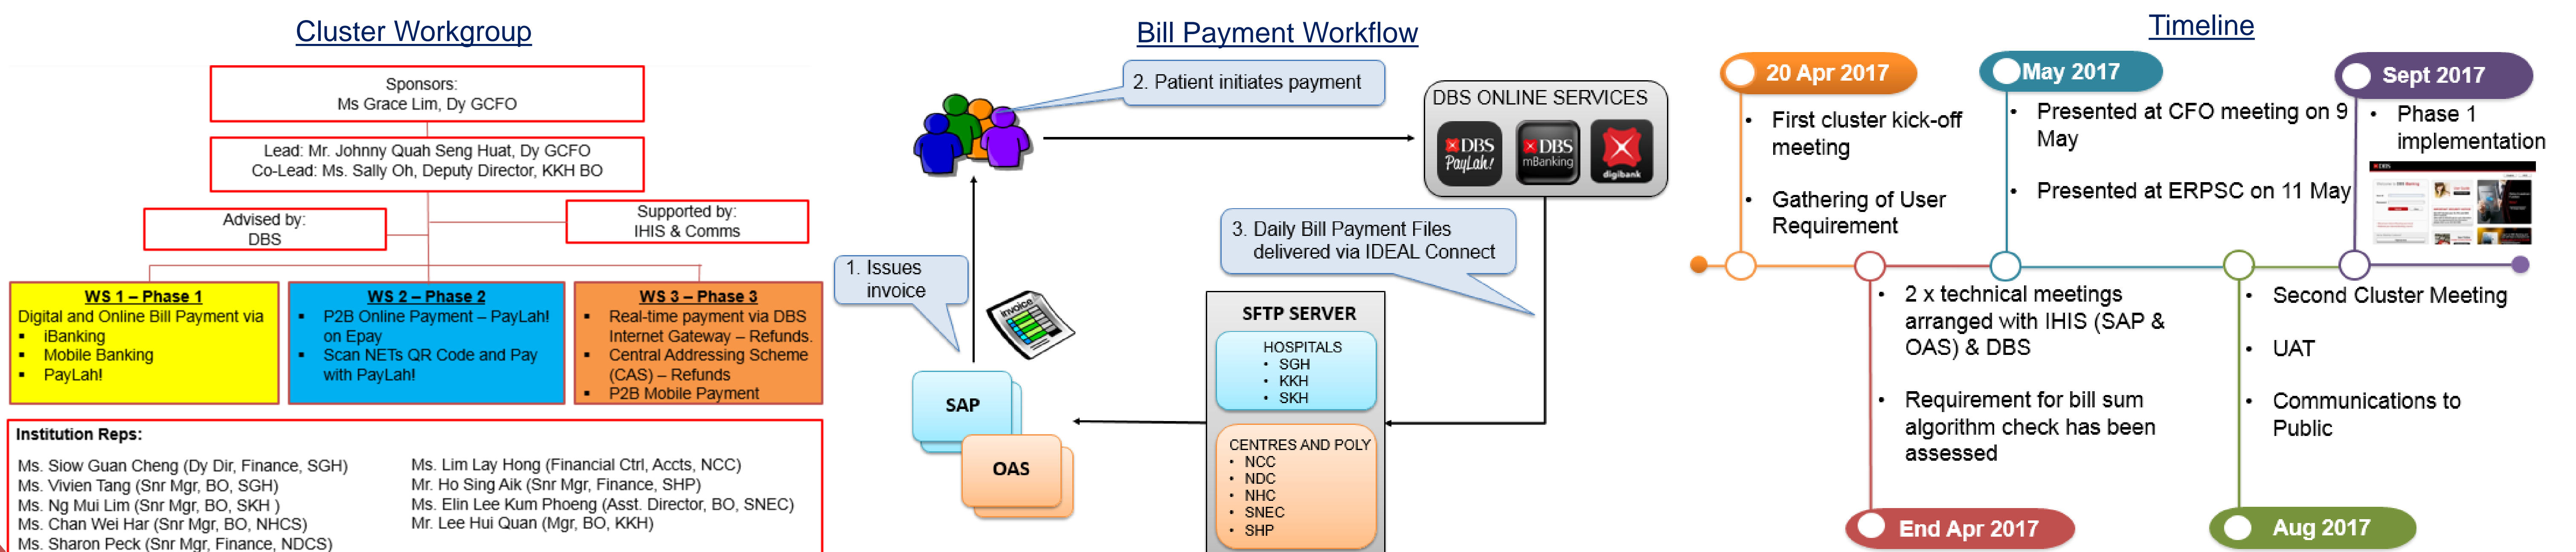 Cluster Workgroup
Sponsors:
Ms Grace Lim, Dy GCFO
Lead: Mr. Johnny Quah Seng Huat, Dy GCFO
Co-Lead: Ms. Sally Oh, Deputy Director, KKH BO
Advised by:
DBS
Supported by:
IHIS & Comms
WS 1 – Phase 1
Digital and Online Bill Payment via
▪ iBanking
▪ Mobile Banking
▪ PayLah!
WS 2 – Phase 2
▪ P2B Online Payment – PayLah!
on Epay
▪ Scan NETs QR Code and Pay
with PayLah!
WS 3 – Phase 3
▪ Real-time payment via DBS
Internet Gateway – Refunds.
▪ Central Addressing Scheme
(CAS) – Refunds
▪ P2B Mobile Payment
Institution Reps:
Ms. Siow Guan Cheng (Dy Dir, Finance, SGH)
Ms. Vivien Tang (Snr Mgr, BO, SGH)
Ms. Ng Mui Lim (Snr Mgr, BO, SKH )
Ms. Chan Wei Har (Snr Mgr, BO, NHCS)
Ms. Sharon Peck (Snr Mgr, Finance, NDCS)
Ms. Lim Lay Hong (Financial Ctrl, Accts, NCC)
Mr. Ho Sing Aik (Snr Mgr, Finance, SHP)
Ms. Elin Lee Kum Phoeng (Asst. Director, BO, SNEC)
Mr. Lee Hui Quan (Mgr, BO, KKH)
Bill Payment Workflow
2. Patient initiates payment
DBS ONLINE SERVICES
DBS
PayLah!
DBS
mBanking
digibank
3. Daily Bill Payment Files
delivered via IDEAL Connect
1. Issues
invoice
invoice
SFTP SERVER
HOSPITALS
• SGH
• KKH
• SKH
CENTRES AND POLY
• NCC
• NDC
• NHC
• SNEC
• SHP
SAP
OAS
Timeline
20 Apr 2017
• First cluster kick-off
meeting
• Gathering of User
Requirement
May 2017
• Presented at CFO meeting on 9
May
• Presented at ERPSC on 11 May
Sept 2017
• Phase 1
implementation
DBS
• 2 x technical meetings
arranged with IHIS (SAP &
OAS) & DBS
• Requirement for bill sum
algorithm check has been
assessed
End Apr 2017
• Second Cluster Meeting
• UAT
• Communications to
Public
Aug 2017